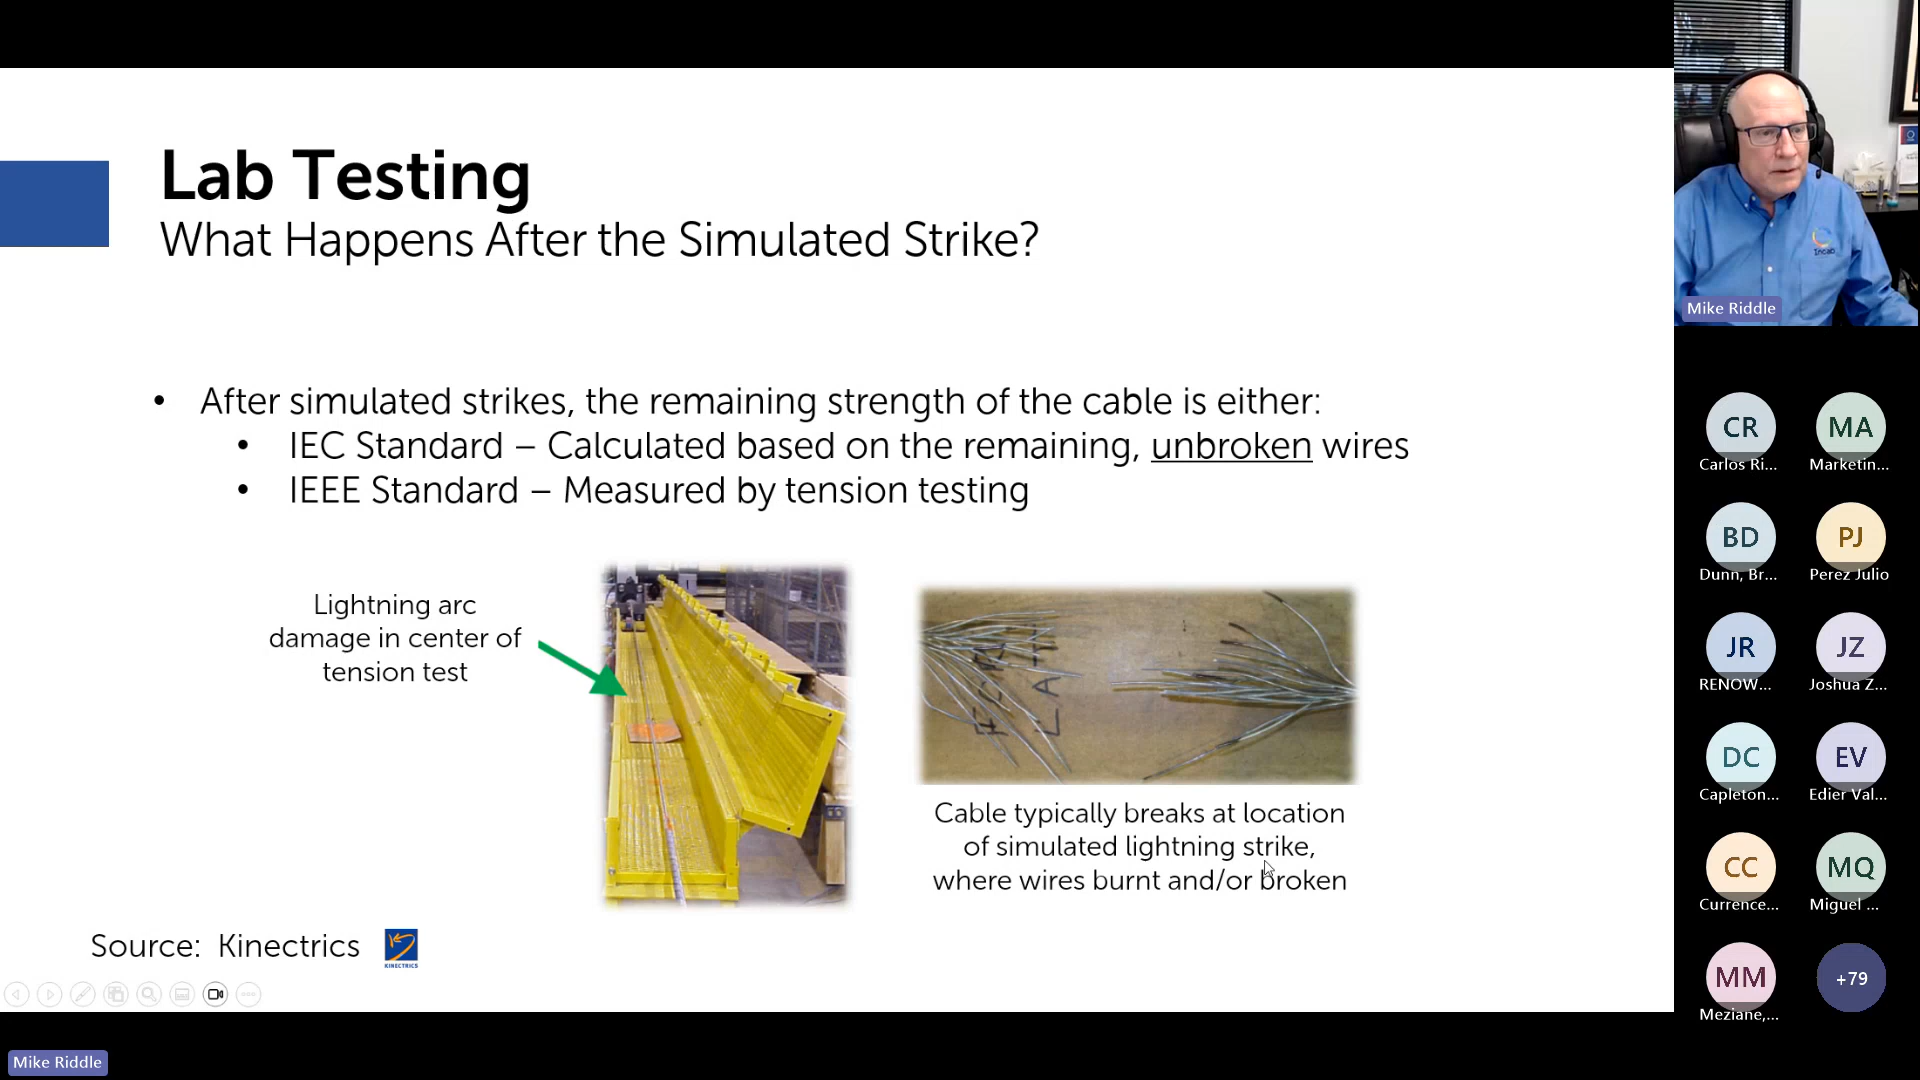 Lab Testing
What Happens After the Simulated Strike?
• After simulated strikes, the remaining strength of the cable is either:
• IEC Standard – Calculated based on the remaining, unbroken wires
• IEEE Standard – Measured by tension testing
Lightning arc
damage in center of
tension test
Cable typically breaks at location
of simulated lightning strike,
where wires burnt and/or broken
Source: Kinectrics
KINECTRICS
Mike Riddle
Incab
Mike Riddle
CR
MA
Carlos Ri...
Marketin...
BD
PJ
Dunn, Br...
Perez Julio
JR
JZ
RENOW...
Joshua Z...
DC
EV
Capleton...
Edier Val...
CC
MQ
Currence...
Miguel ...
MM
+79
Meziane,...